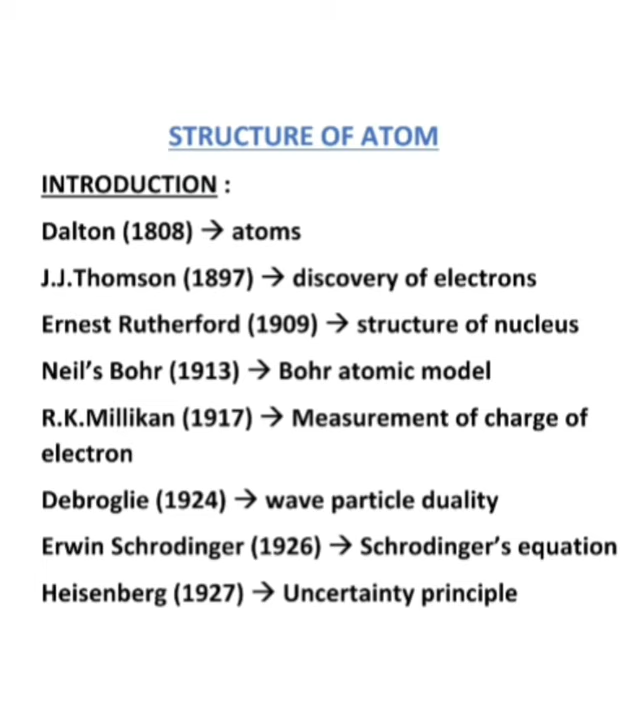 STRUCTURE OF ATOM
INTRODUCTION :
Dalton (1808) → atoms
J.J.Thomson (1897) → discovery of electrons
Ernest Rutherford (1909) → structure of nucleus
Neil’s Bohr (1913) → Bohr atomic model
R.K.Millikan (1917) → Measurement of charge of
electron
Debroglie (1924) → wave particle duality
Erwin Schrodinger (1926) → Schrodinger’s equation
Heisenberg (1927) → Uncertainty principle